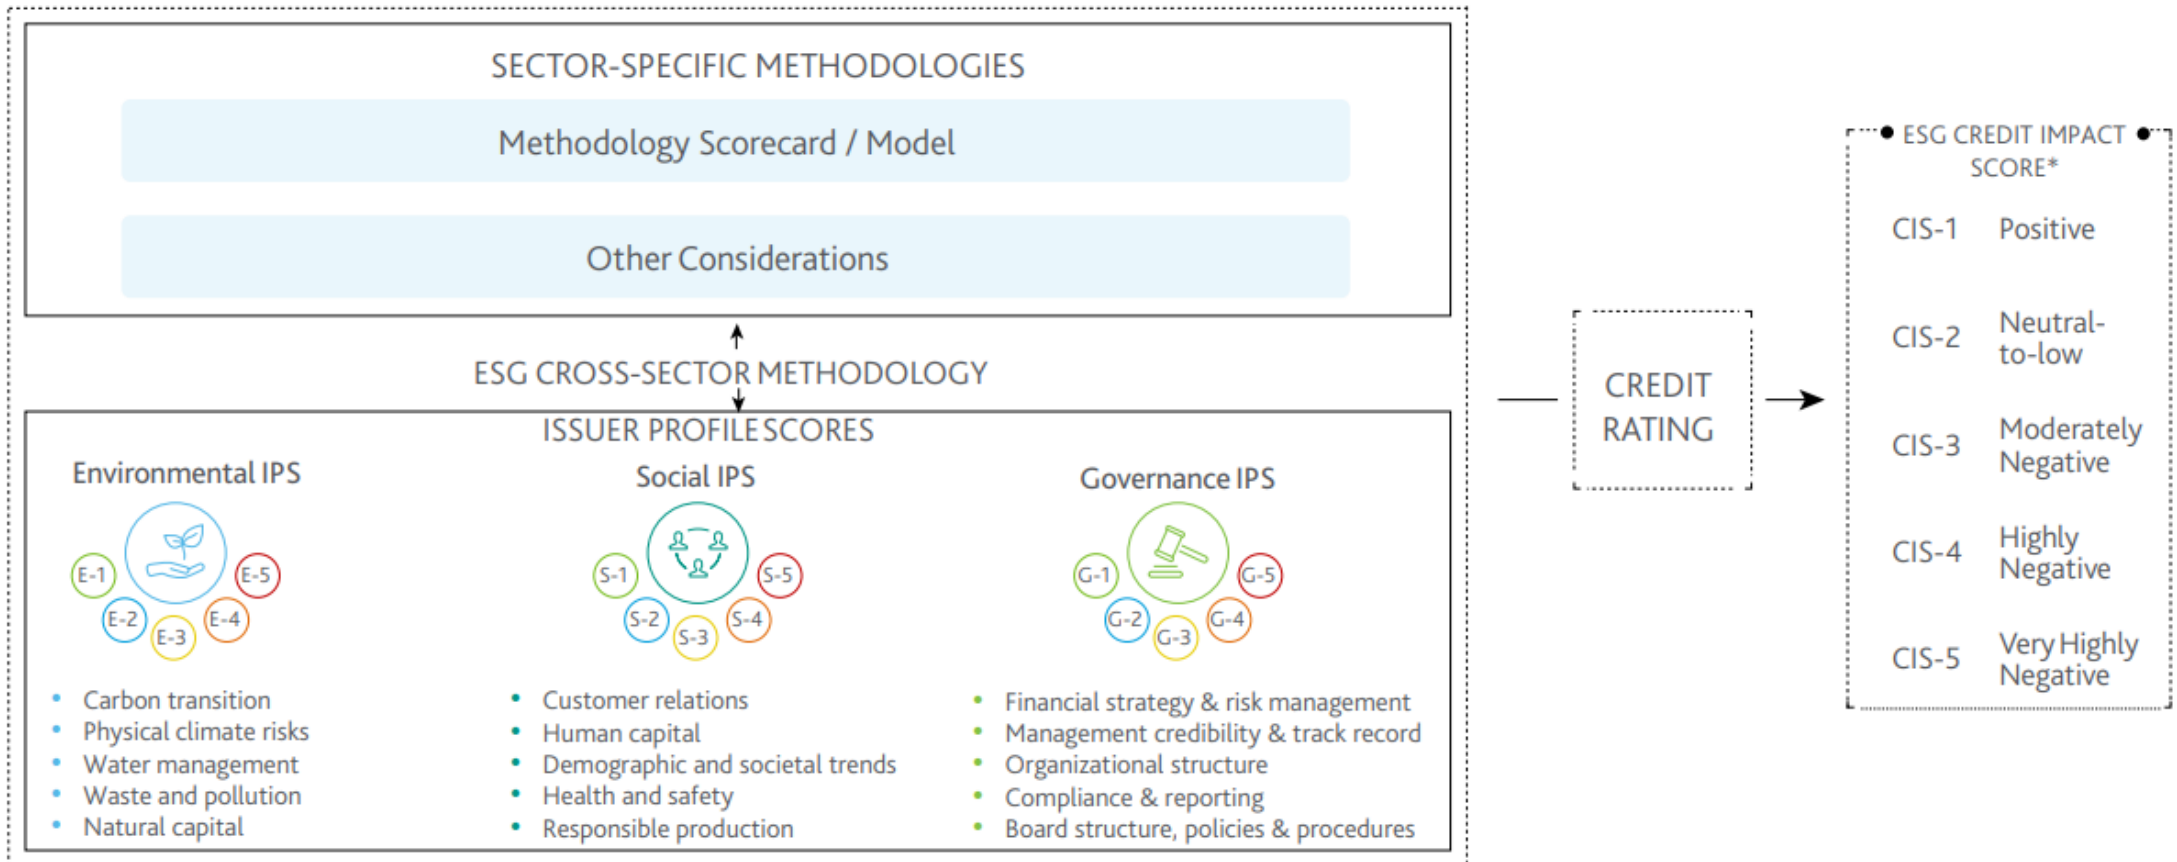 SECTOR-SPECIFIC METHODOLOGIES
Methodology Scorecard / Model
Other Considerations
ESG CROSS-SECTOR METHODOLOGY
ISSUER PROFILE SCORES
Environmental IPS
E-1
E-2
E-3
E-4
E-5
• Carbon transition
• Physical climate risks
• Water management
• Waste and pollution
• Natural capital
Social IPS
S-1
S-2
S-3
S-4
S-5
• Customer relations
• Human capital
• Demographic and societal trends
• Health and safety
• Responsible production
Governance IPS
G-1
G-2
G-3
G-4
G-5
• Financial strategy & risk management
• Management credibility & track record
• Organizational structure
• Compliance & reporting
• Board structure, policies & procedures
CREDIT
RATING
ESG CREDIT IMPACT
SCORE*
CIS-1 Positive
CIS-2 Neutral-
to-low
CIS-3 Moderately
Negative
CIS-4 Highly
Negative
CIS-5 Very Highly
Negative